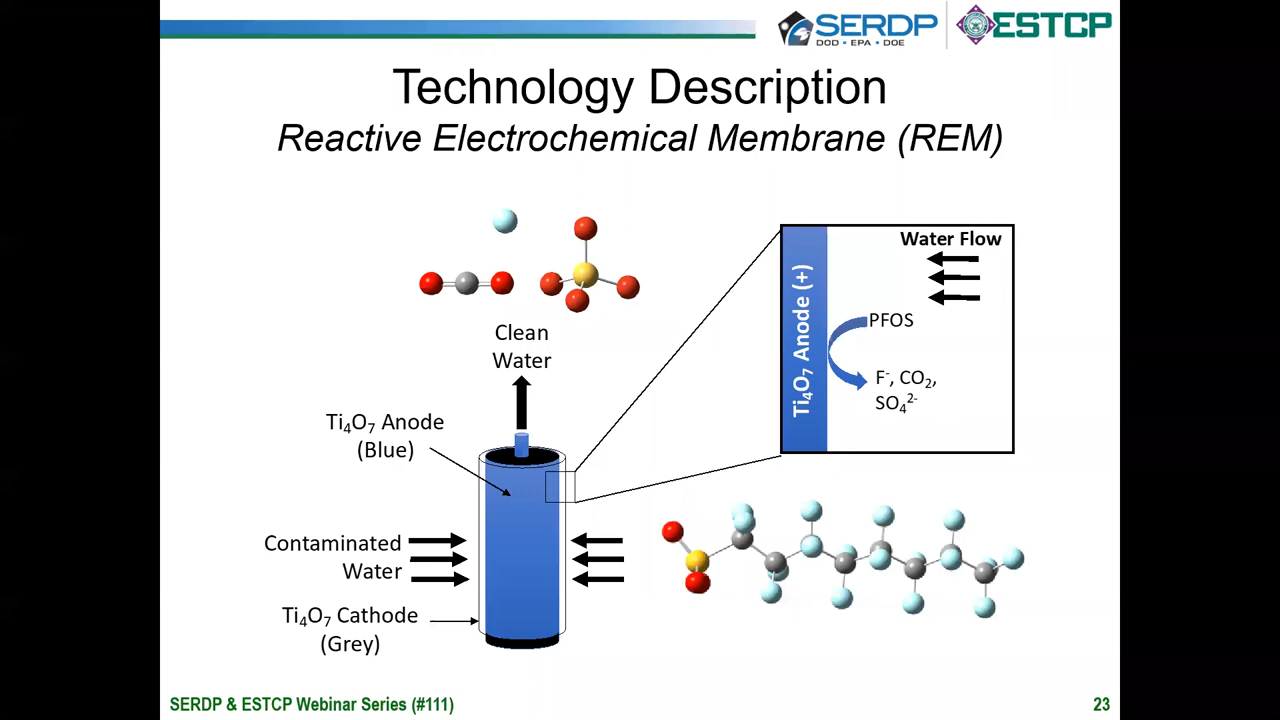 SERDP
DOD • EPA • DOE
ESTCP
Technology Description
Reactive Electrochemical Membrane (REM)
Clean
Water
Ti₄O₇ Anode
(Blue)
Contaminated
Water
Ti₄O₇ Cathode
(Grey)
Ti₄O₇ Anode (+)
Water Flow
PFOS
F⁻, CO₂,
SO₄²⁻
SERDP & ESTCP Webinar Series (#111)
23